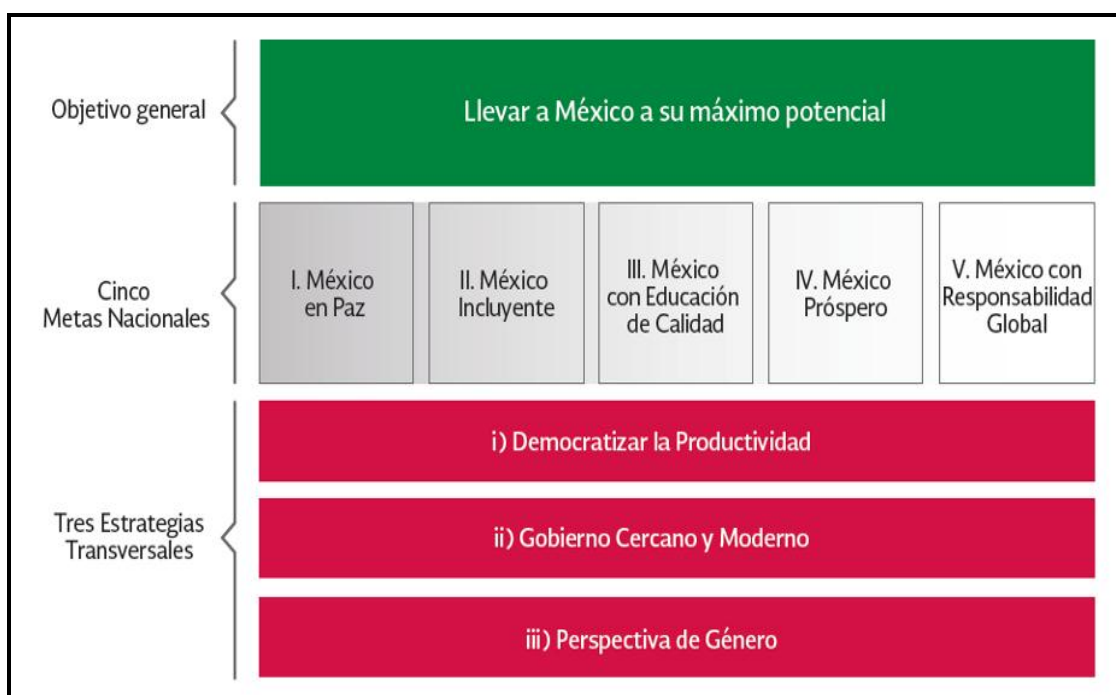 Objetivo general
Llevar a México a su máximo potencial
Cinco
Metas Nacionales
I. México
en Paz
II. México
Incluyente
III. México
con Educación
de Calidad
IV. México
Próspero
V. México con
Responsabilidad
Global
Tres Estrategias
Transversales
i) Democratizar la Productividad
ii) Gobierno Cercano y Moderno
iii) Perspectiva de Género